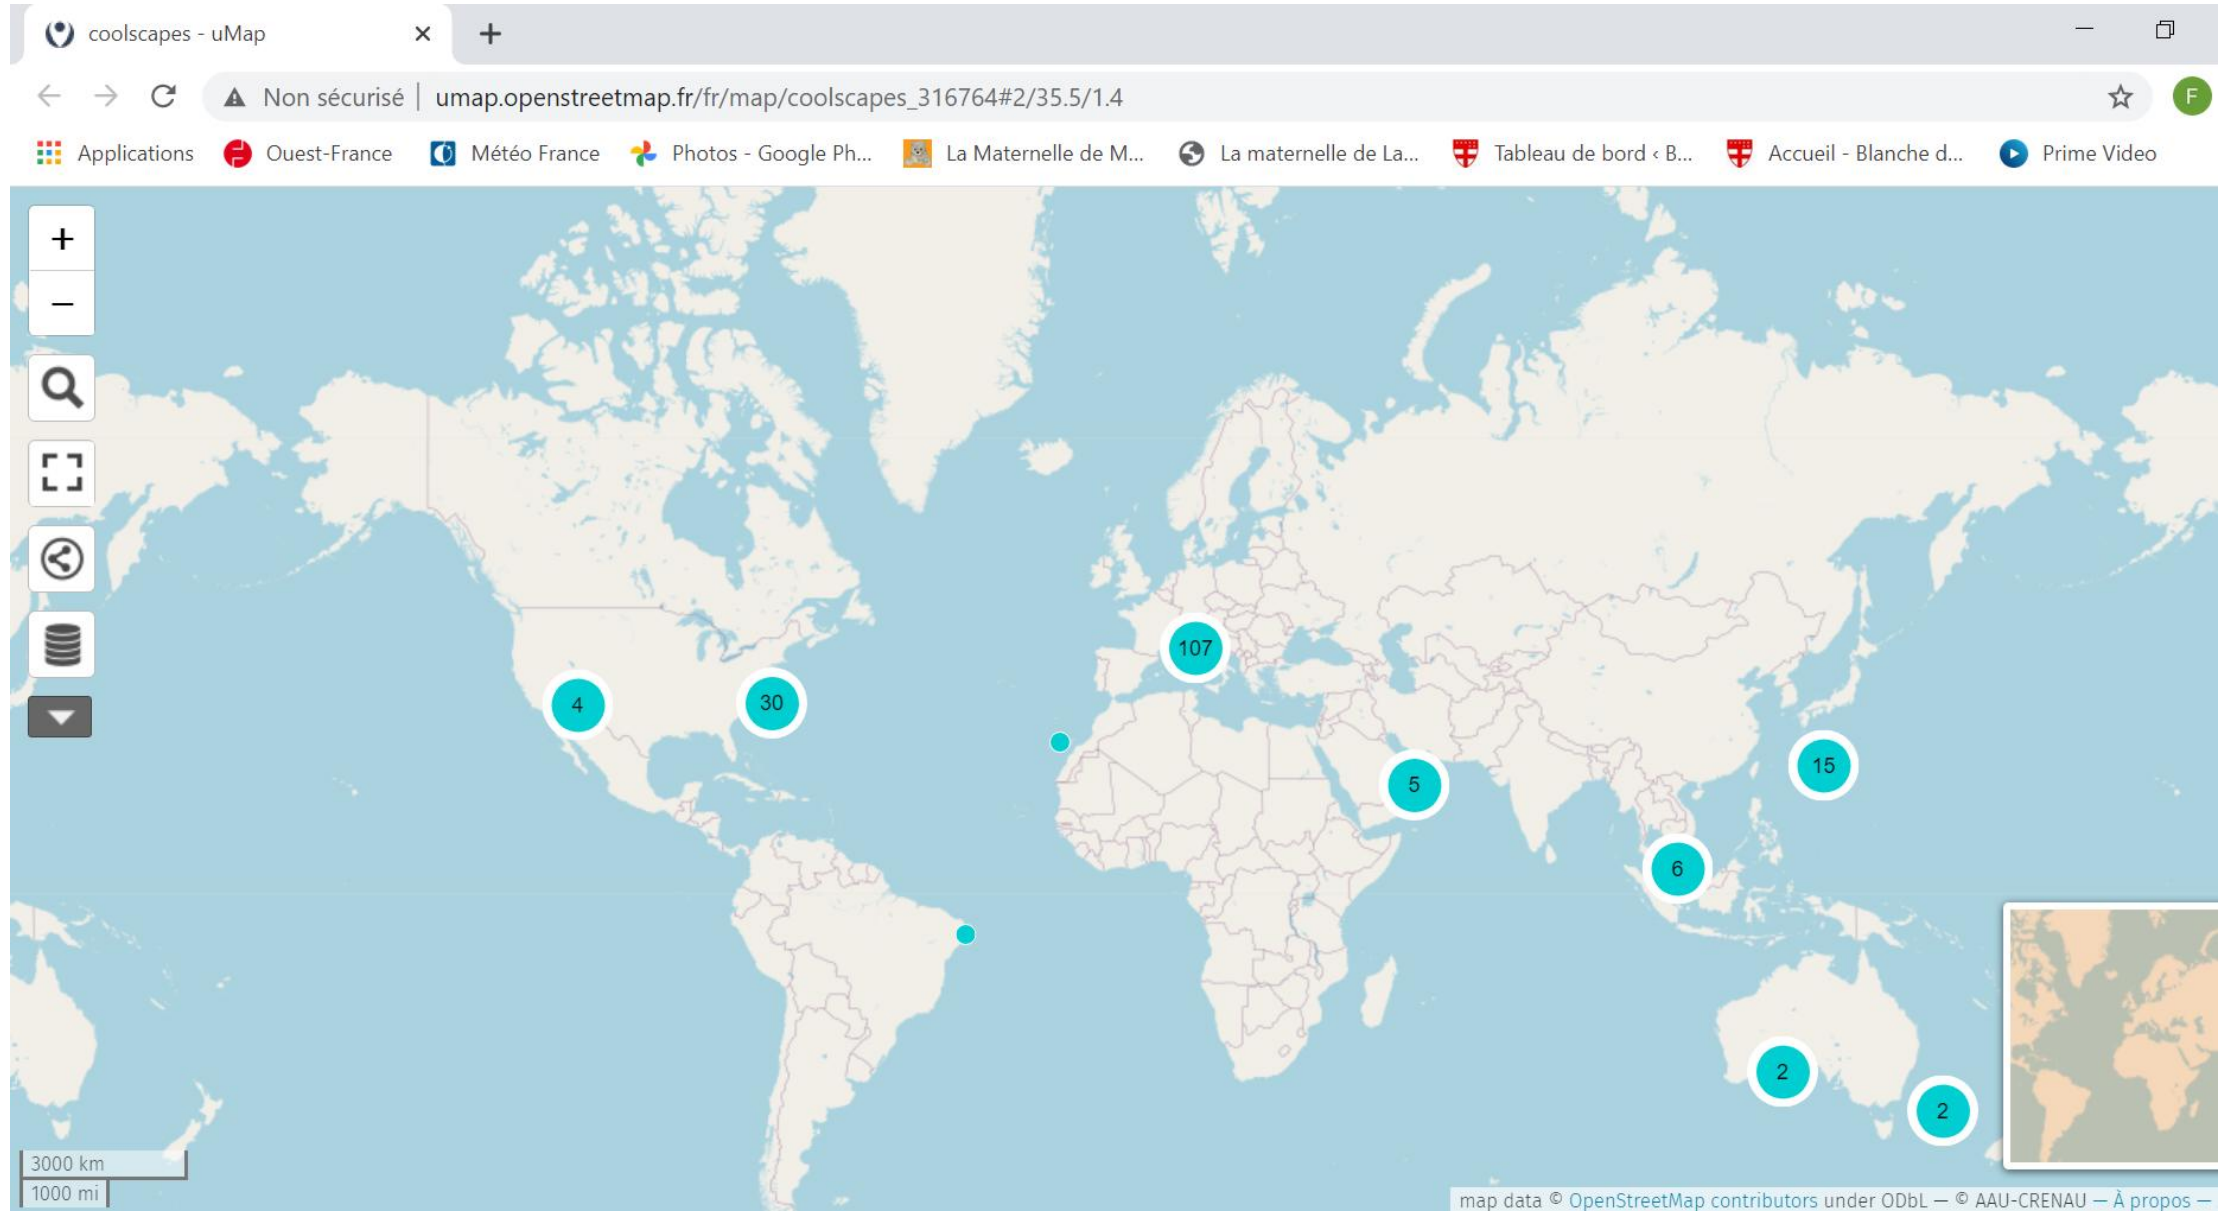 coolscapes - uMap
Non sécurisé | umap.openstreetmap.fr/fr/map/coolscapes_316764#2/35.5/1.4
F
Applications Ouest-France Météo France Photos - Google Ph... La Maternelle de M... La maternelle de La... Tableau de bord ‹ B... Accueil - Blanche d... Prime Video
107
4
30
5
15
6
2
2
3000 km
1000 mi
map data © OpenStreetMap contributors under ODbL — © AAU-CRENAU — À propos —